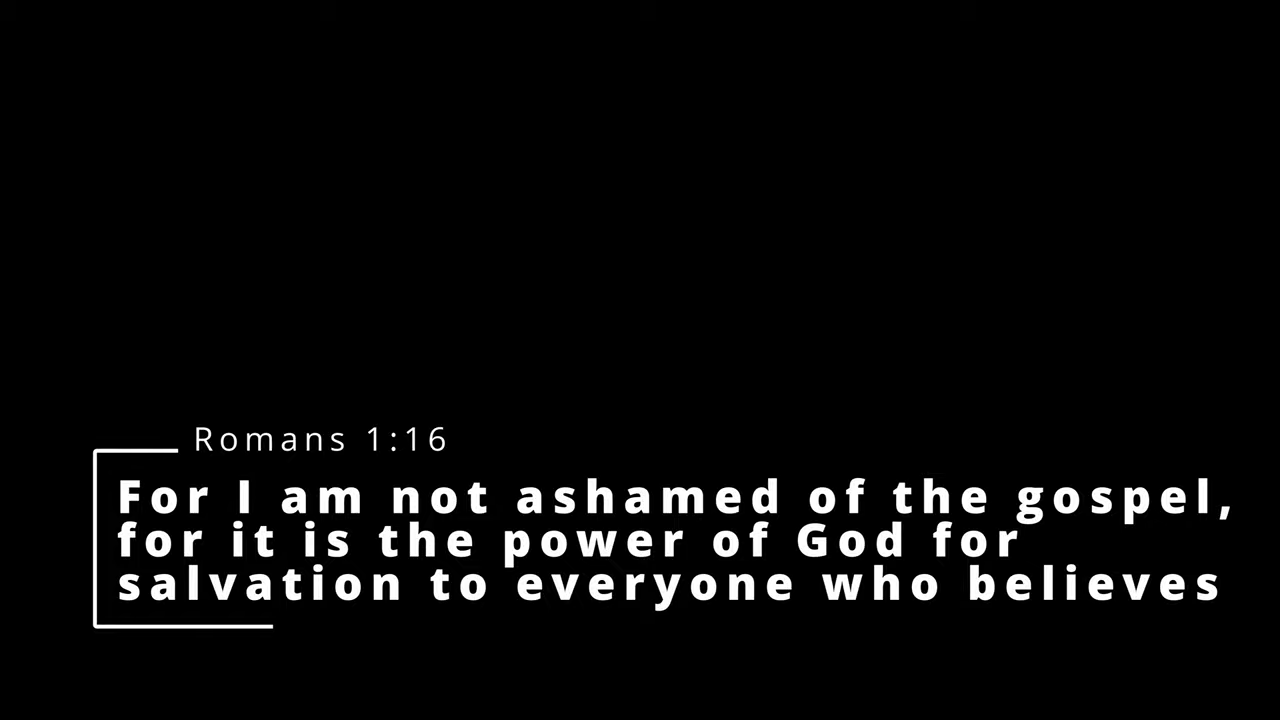 Romans 1:16
For I am not ashamed of the gospel,
for it is the power of God for
salvation to everyone who believes